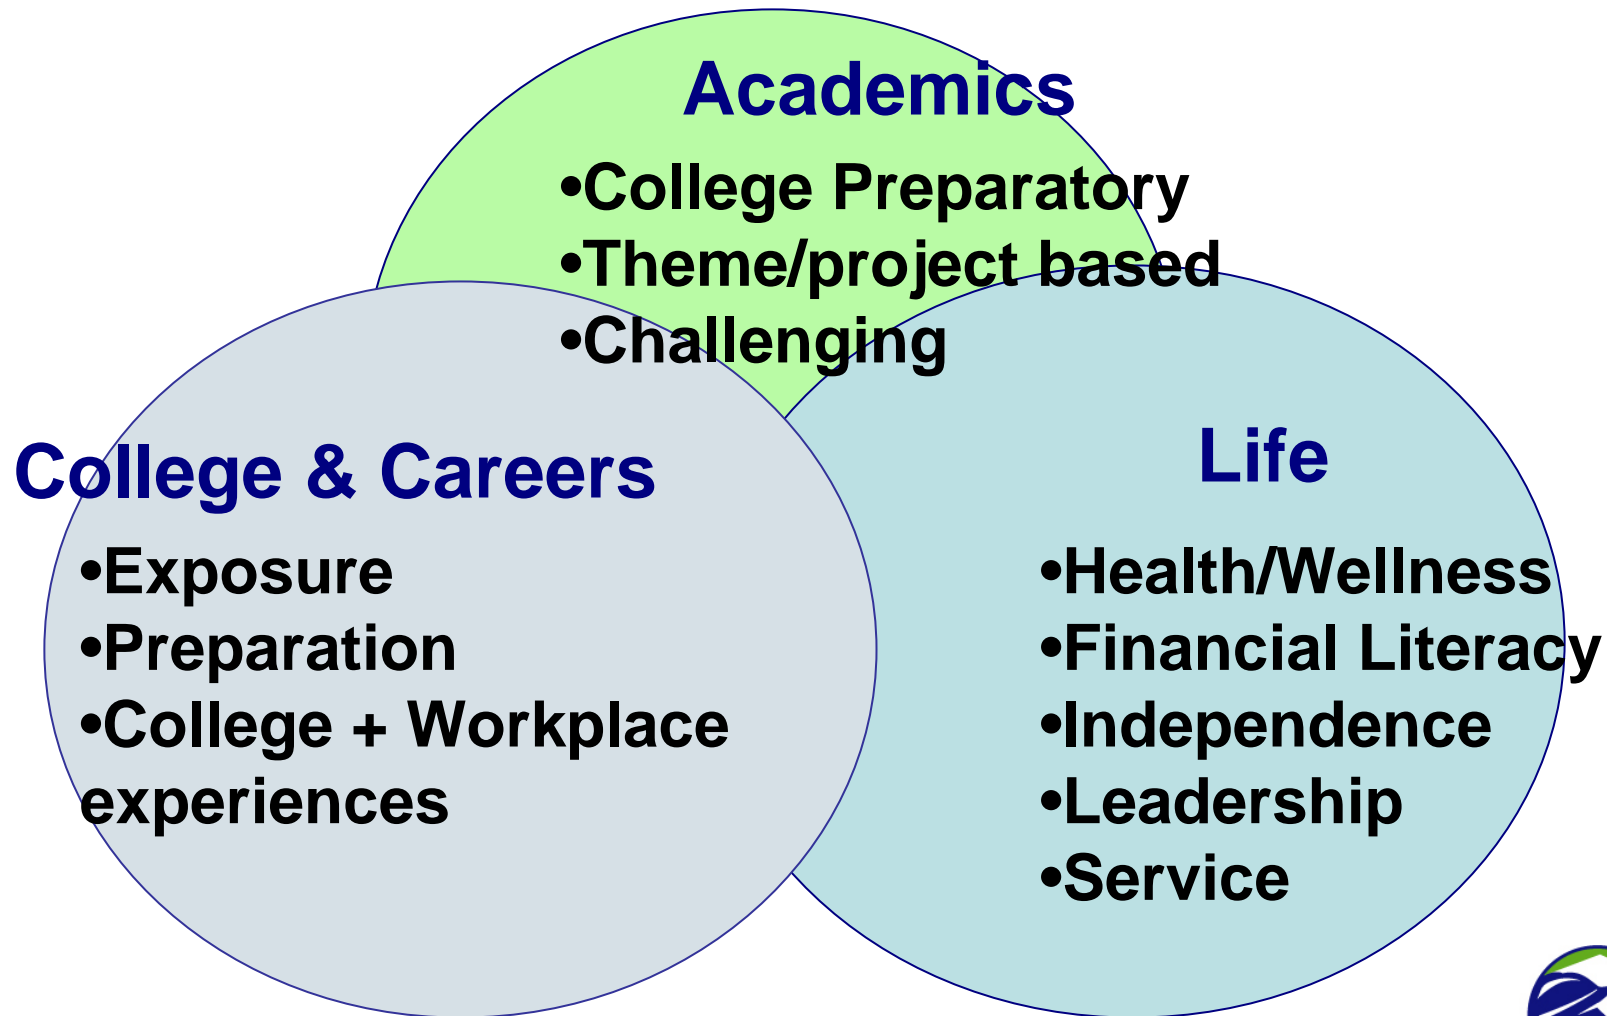 Academics
•College Preparatory
•Theme/project based
•Challenging
College & Careers
•Exposure
•Preparation
•College + Workplace
experiences
Life
•Health/Wellness
•Financial Literacy
•Independence
•Leadership
•Service